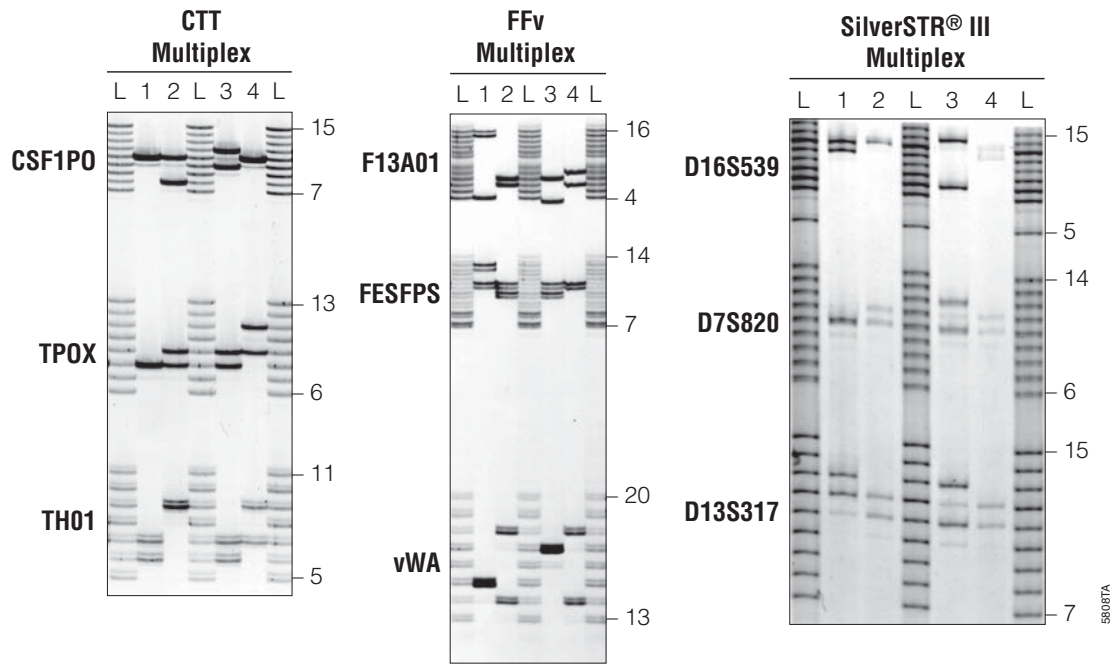 CTT
Multiplex
L 1 2 L 3 4 L
CSF1PO
15
7
TPOX
13
6
TH01
11
5
FFv
Multiplex
L 1 2 L 3 4 L
F13A01
16
4
FESFPS
14
7
vWA
20
13
SilverSTR® III
Multiplex
L 1 2 L 3 4 L
D16S539
15
5
D7S820
14
6
D13S317
15
7
5808TA